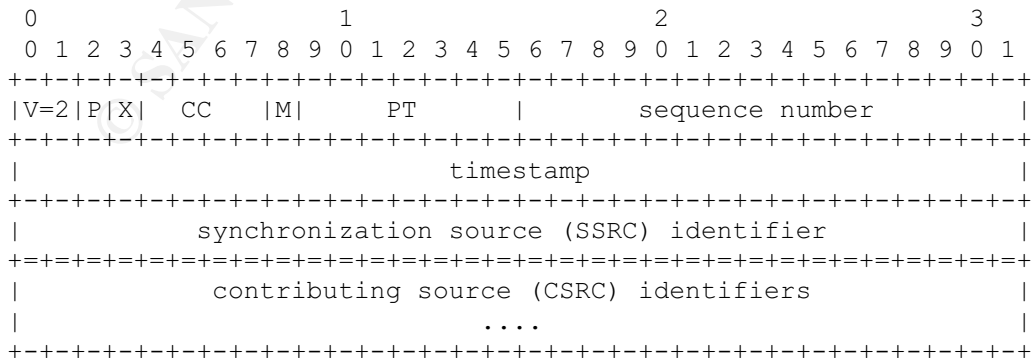 0                   1                   2                   3
 0 1 2 3 4 5 6 7 8 9 0 1 2 3 4 5 6 7 8 9 0 1 2 3 4 5 6 7 8 9 0 1
+-+-+-+-+-+-+-+-+-+-+-+-+-+-+-+-+-+-+-+-+-+-+-+-+-+-+-+-+-+-+-+-+
|V=2|P|X|  CC   |M|     PT      |       sequence number         |
+-+-+-+-+-+-+-+-+-+-+-+-+-+-+-+-+-+-+-+-+-+-+-+-+-+-+-+-+-+-+-+-+
|                           timestamp                           |
+-+-+-+-+-+-+-+-+-+-+-+-+-+-+-+-+-+-+-+-+-+-+-+-+-+-+-+-+-+-+-+-+
|           synchronization source (SSRC) identifier            |
+=+=+=+=+=+=+=+=+=+=+=+=+=+=+=+=+=+=+=+=+=+=+=+=+=+=+=+=+=+=+=+=+
|            contributing source (CSRC) identifiers             |
|                             ....                              |
+-+-+-+-+-+-+-+-+-+-+-+-+-+-+-+-+-+-+-+-+-+-+-+-+-+-+-+-+-+-+-+-+
© SAN